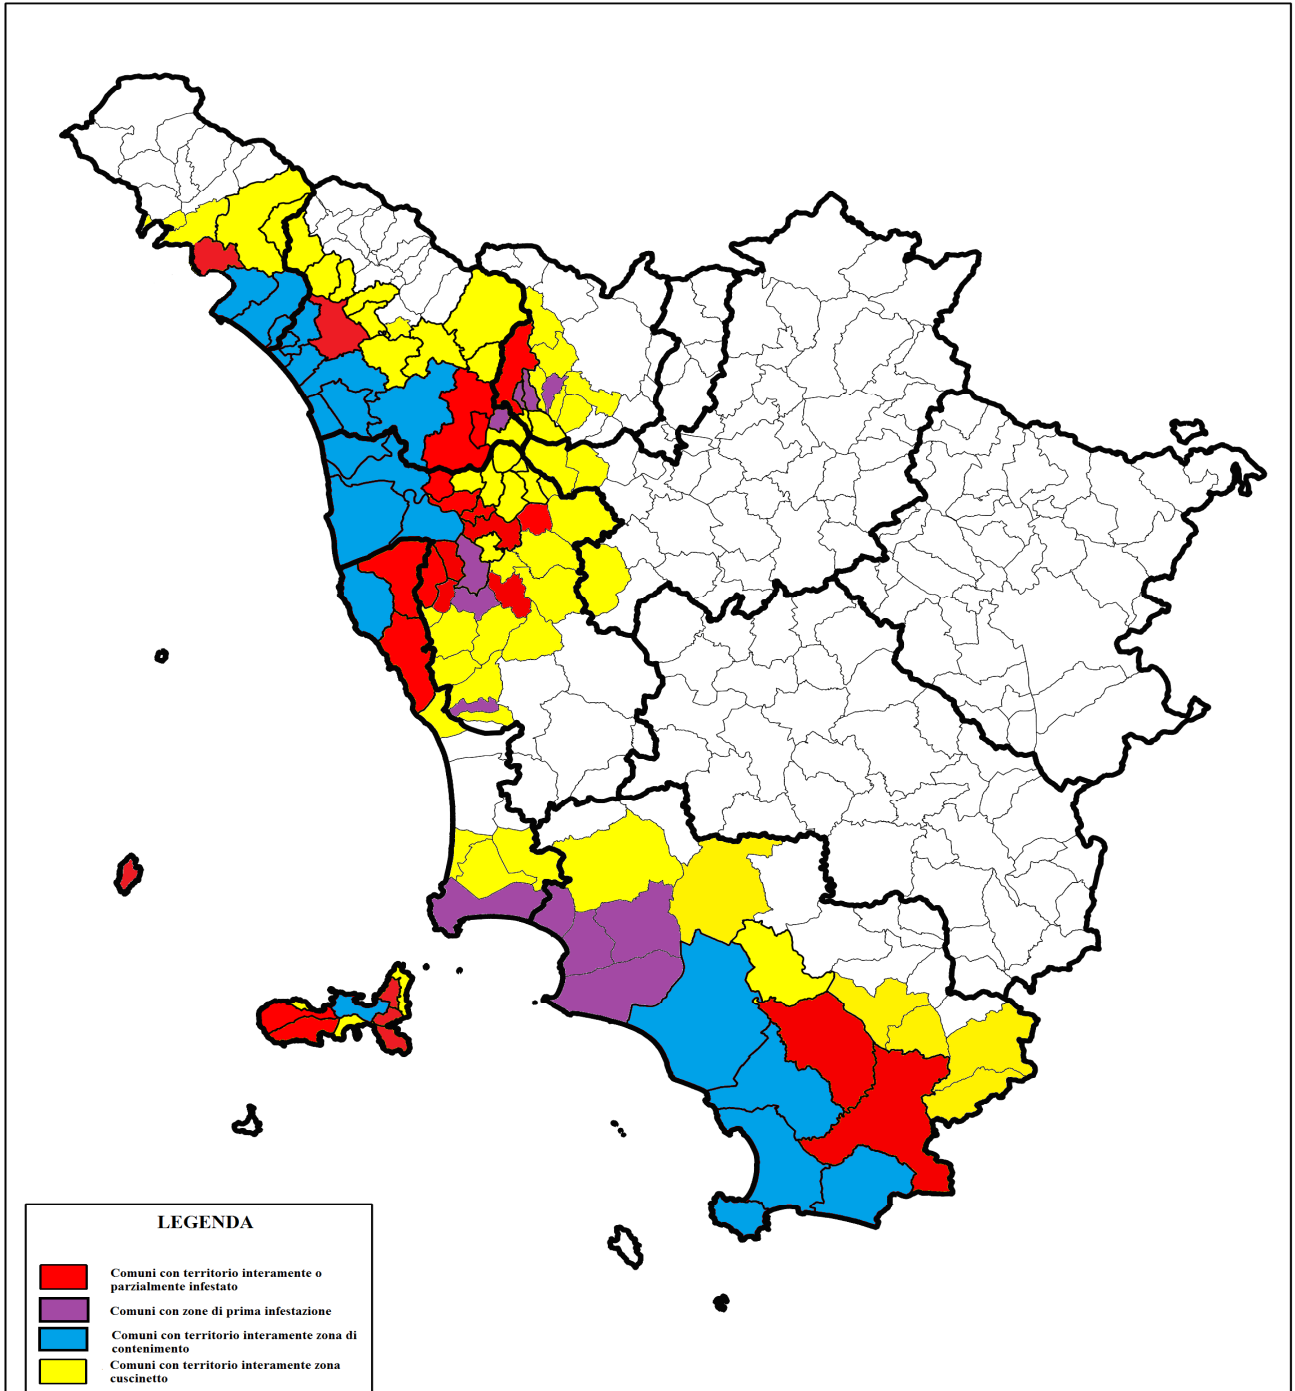 LEGENDA
Comuni con territorio interamente o
parzialmente infestato
Comuni con zone di prima infestazione
Comuni con territorio interamente zona di
contenimento
Comuni con territorio interamente zona
cuscinetto